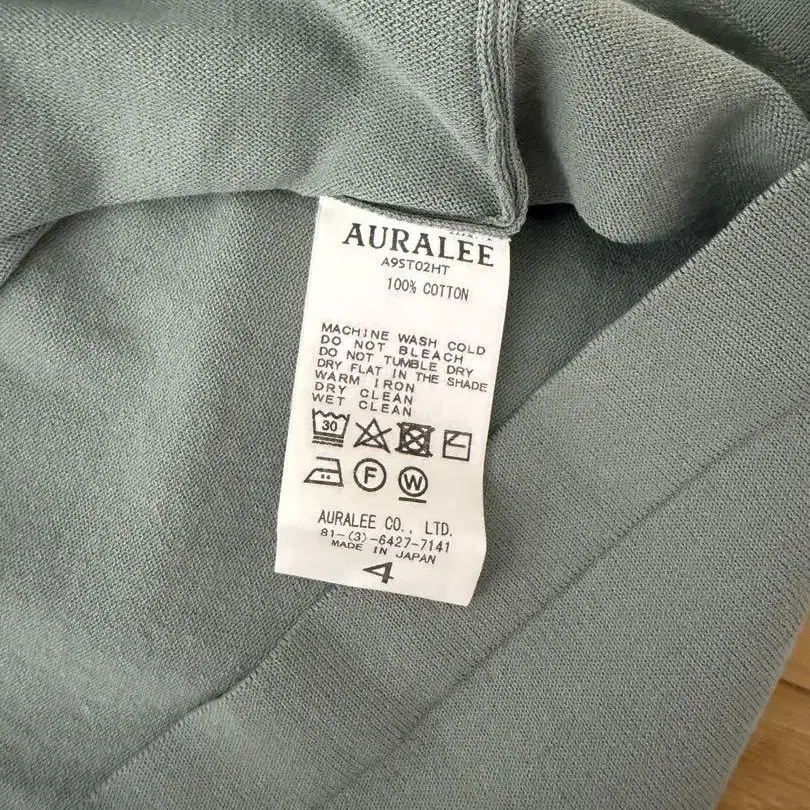 AURALEE
A9ST02HT
100% COTTON
MACHINE WASH COLD
DO NOT BLEACH
DO NOT TUMBLE DRY
DRY FLAT IN THE SHADE
WARM IRON
DRY CLEAN
WET CLEAN
30
F W
AURALEE CO., LTD.
81-(3)-6427-7141
MADE IN JAPAN
4